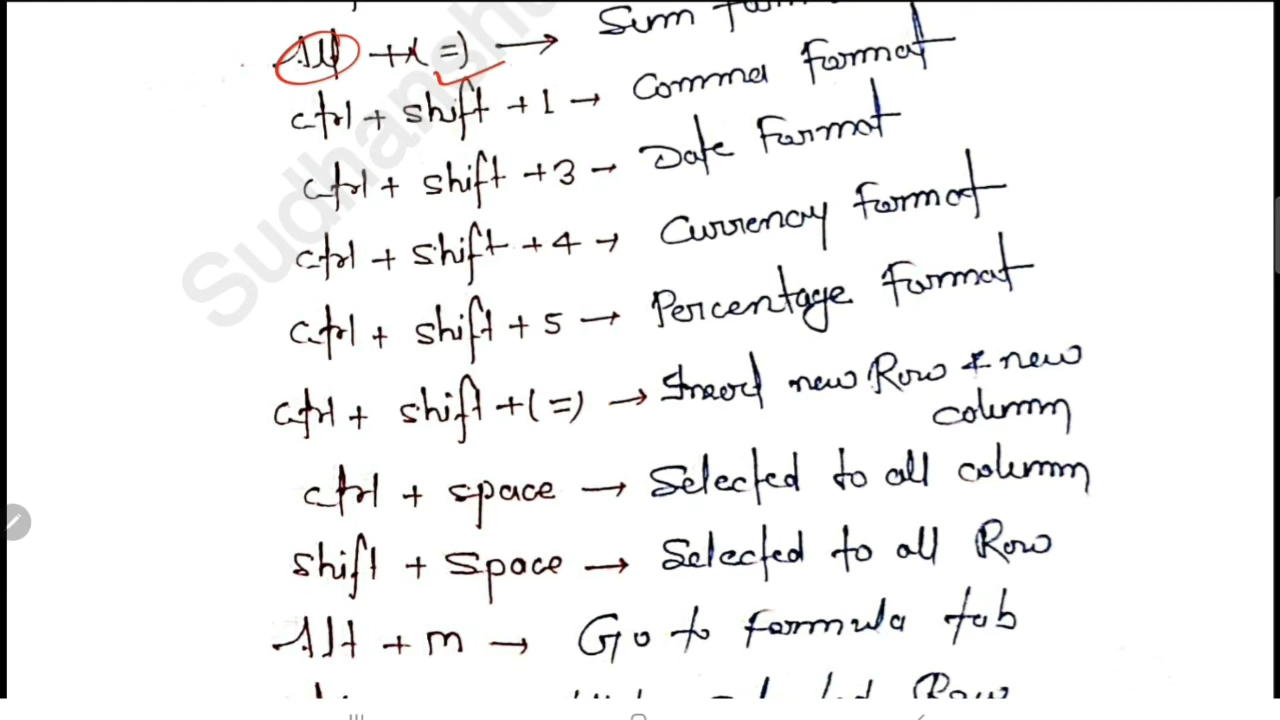 Alt + (=) → Sum
ctrl + shift + 1 → Comma format
ctrl + shift + 3 → Date Format
ctrl + shift + 4 → Currency format
ctrl + shift + 5 → Percentage format
ctrl + shift + (=) → Insert new Row & new
column
ctrl + space → Selected to all column
shift + space → Selected to all Row
Alt + m → Go to formula tab
Row
Sudhanshu